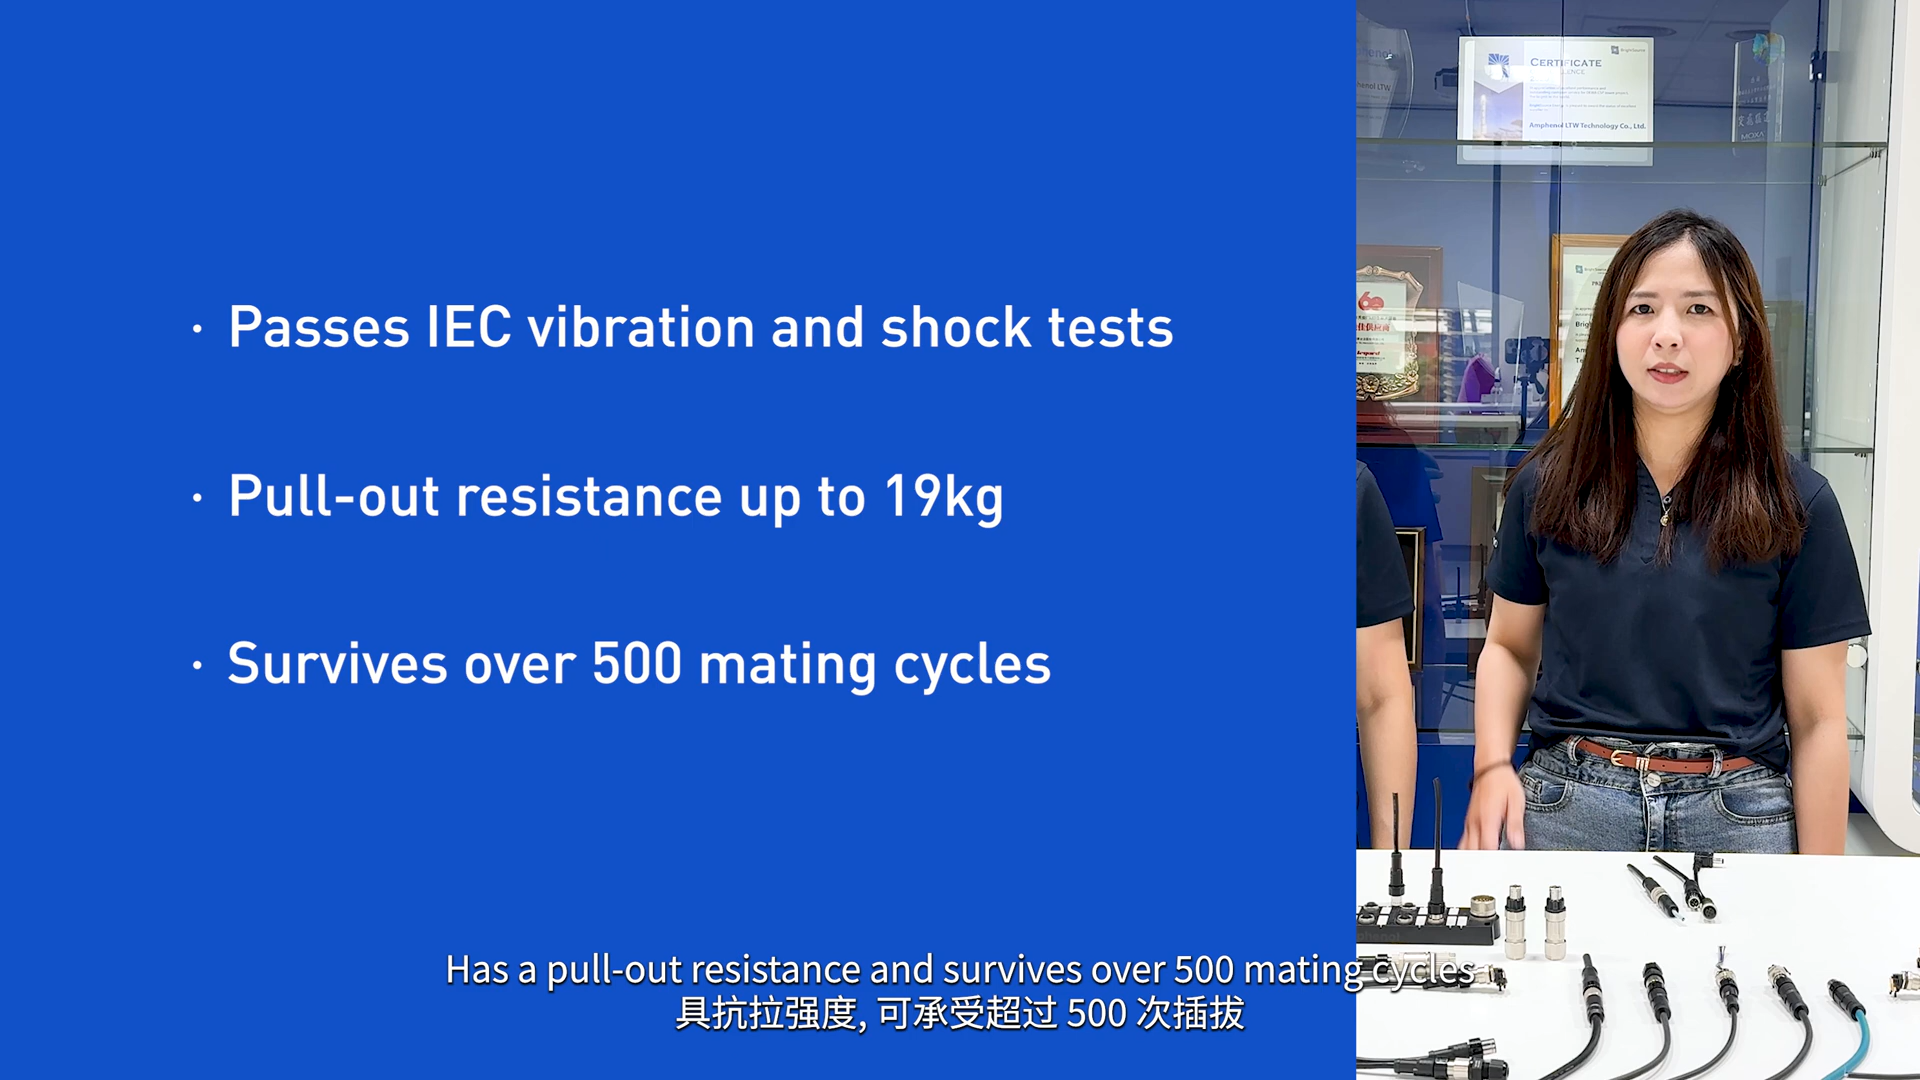 · Passes IEC vibration and shock tests
· Pull-out resistance up to 19kg
· Survives over 500 mating cycles
CERTIFICATE
Amphenol LTW Technology Co., Ltd.
Has a pull-out resistance and survives over 500 mating cycles
具抗拉强度, 可承受超过 500 次插拔